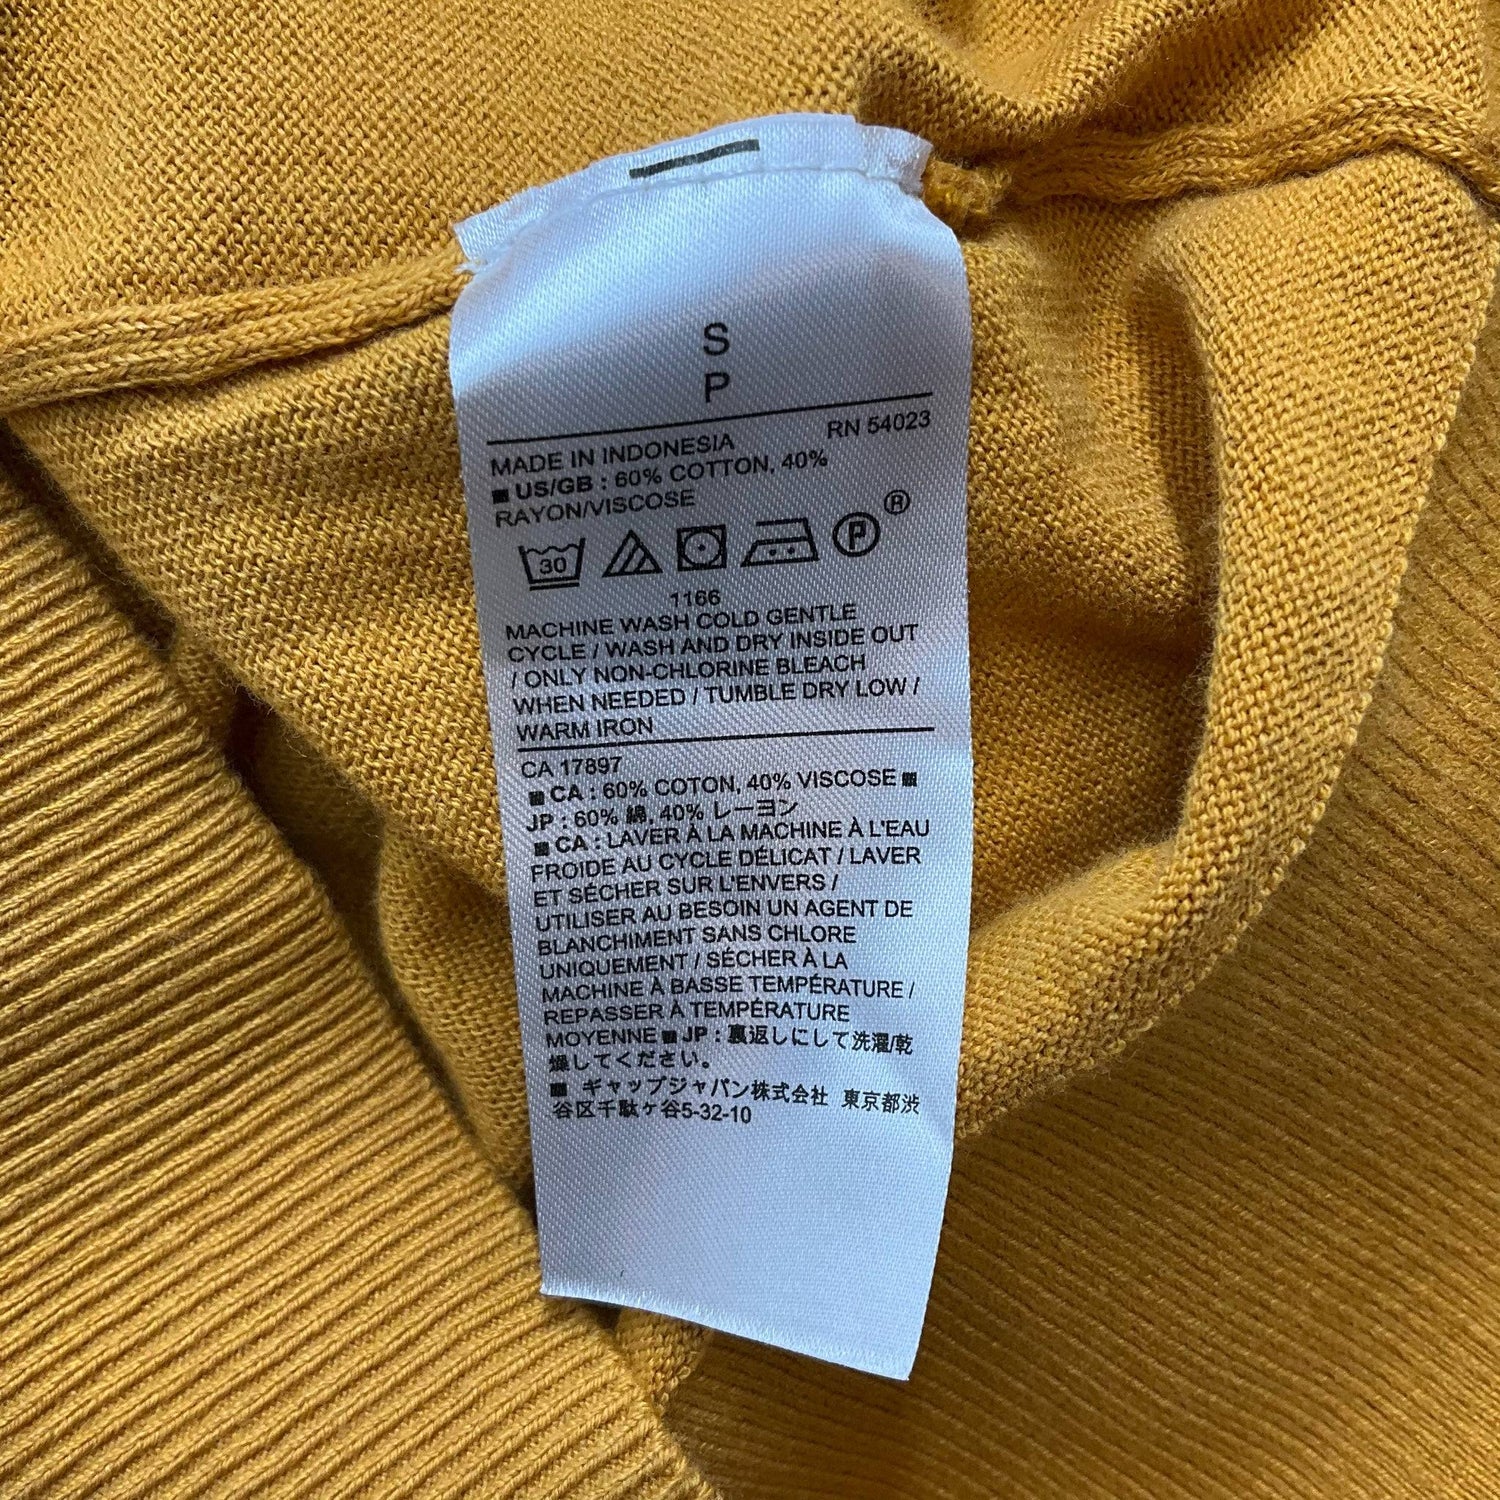 S
P
RN 54023
MADE IN INDONESIA
■ US/GB : 60% COTTON, 40%
RAYON/VISCOSE
®
30 P
1166
MACHINE WASH COLD GENTLE
CYCLE / WASH AND DRY INSIDE OUT
/ ONLY NON-CHLORINE BLEACH
WHEN NEEDED / TUMBLE DRY LOW /
WARM IRON
CA 17897
■ CA : 60% COTON, 40% VISCOSE ■
JP : 60% 綿, 40% レーヨン
■ CA : LAVER À LA MACHINE À L'EAU
FROIDE AU CYCLE DÉLICAT / LAVER
ET SÉCHER SUR L'ENVERS /
UTILISER AU BESOIN UN AGENT DE
BLANCHIMENT SANS CHLORE
UNIQUEMENT / SÉCHER À LA
MACHINE À BASSE TEMPÉRATURE /
REPASSER À TEMPÉRATURE
MOYENNE ■ JP : 裏返しにして洗濯/乾
燥してください。
■ ギャップジャパン株式会社 東京都渋
谷区千駄ケ谷5-32-10